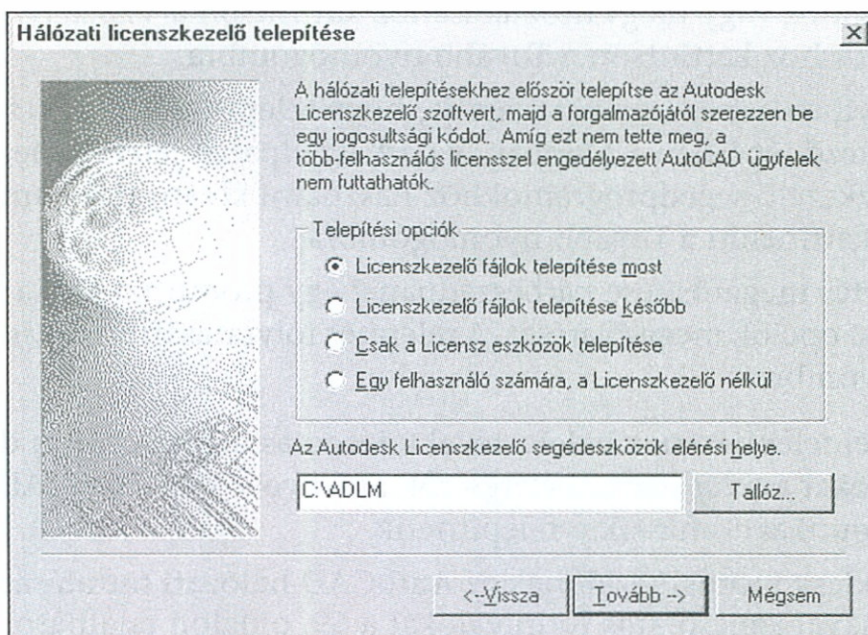 Hálózati licenszkezelő telepítése
A hálózati telepítésekhez először telepítse az Autodesk
Licenszkezelő szoftvert, majd a forgalmazójától szerezzen be
egy jogosultsági kódot. Amíg ezt nem tette meg, a
több-felhasználós licensszel engedélyezett AutoCAD ügyfelek
nem futtathatók.
Telepítési opciók
Licenszkezelő fájlok telepítése most
Licenszkezelő fájlok telepítése később
Csak a Licensz eszközök telepítése
Egy felhasználó számára, a Licenszkezelő nélkül
Az Autodesk Licenszkezelő segédeszközök elérési helye.
C:\ADLM
Tallóz...
<--Vissza
Tovább -->
Mégsem